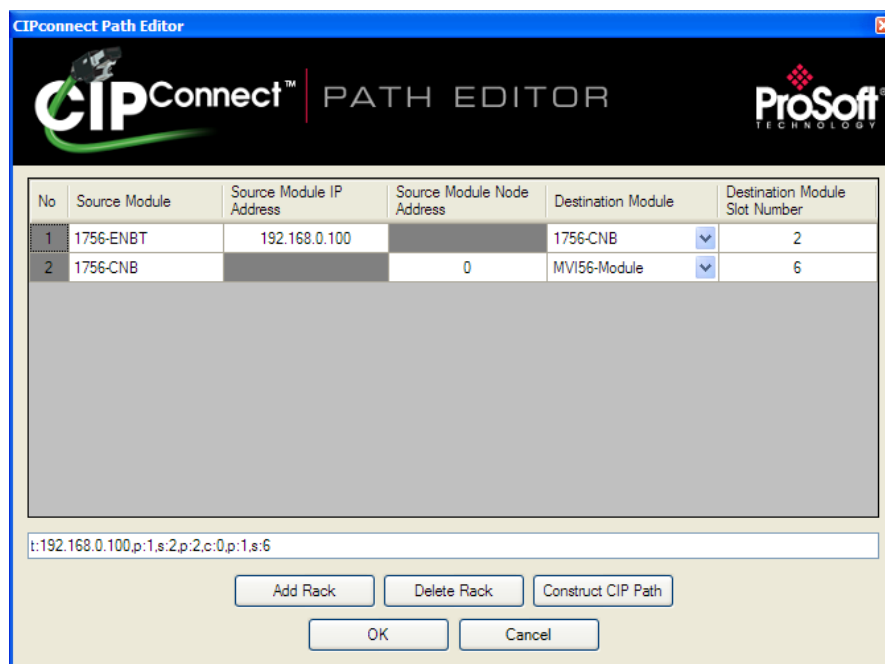 CIPconnect Path Editor
CIPConnect™ PATH EDITOR
ProSoft®
TECHNOLOGY
No Source Module Source Module IP Address Source Module Node Address Destination Module Destination Module Slot Number
1 1756-ENBT 192.168.0.100 1756-CNB 2
2 1756-CNB 0 MVI56-Module 6
t:192.168.0.100,p:1,s:2,p:2,c:0,p:1,s:6
Add Rack Delete Rack Construct CIP Path
OK Cancel